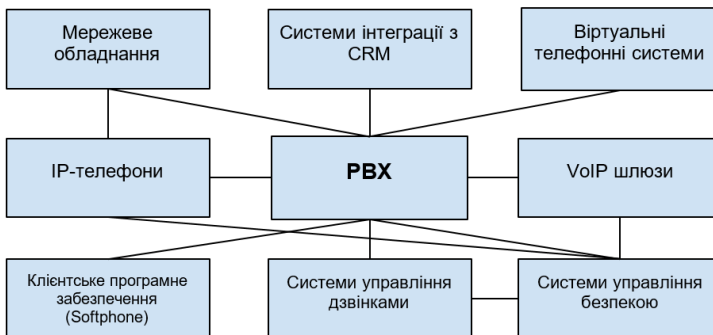 Мережеве
обладнання
Системи інтеграції з
CRM
Віртуальні
телефонні системи
IP-телефони
PBX
VoIP шлюзи
Клієнтське програмне
забезпечення
(Softphone)
Системи управління
дзвінками
Системи управління
безпекою